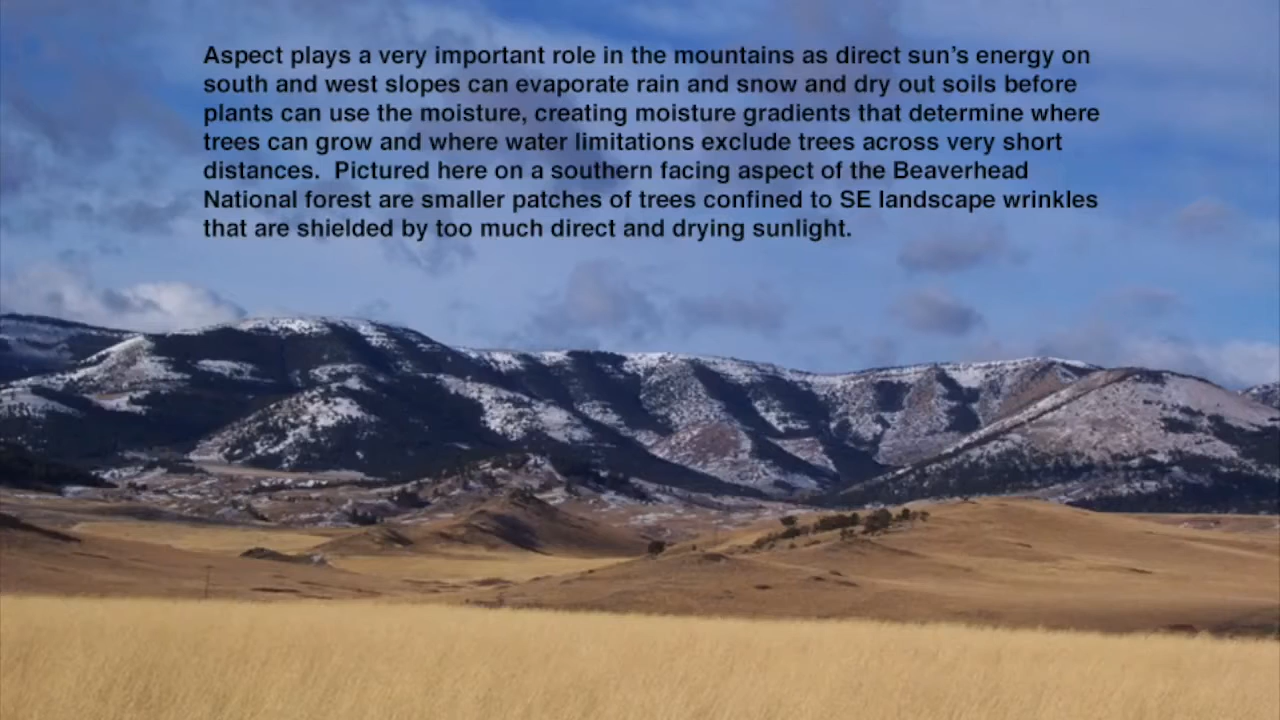 Aspect plays a very important role in the mountains as direct sun’s energy on
south and west slopes can evaporate rain and snow and dry out soils before
plants can use the moisture, creating moisture gradients that determine where
trees can grow and where water limitations exclude trees across very short
distances.  Pictured here on a southern facing aspect of the Beaverhead
National forest are smaller patches of trees confined to SE landscape wrinkles
that are shielded by too much direct and drying sunlight.